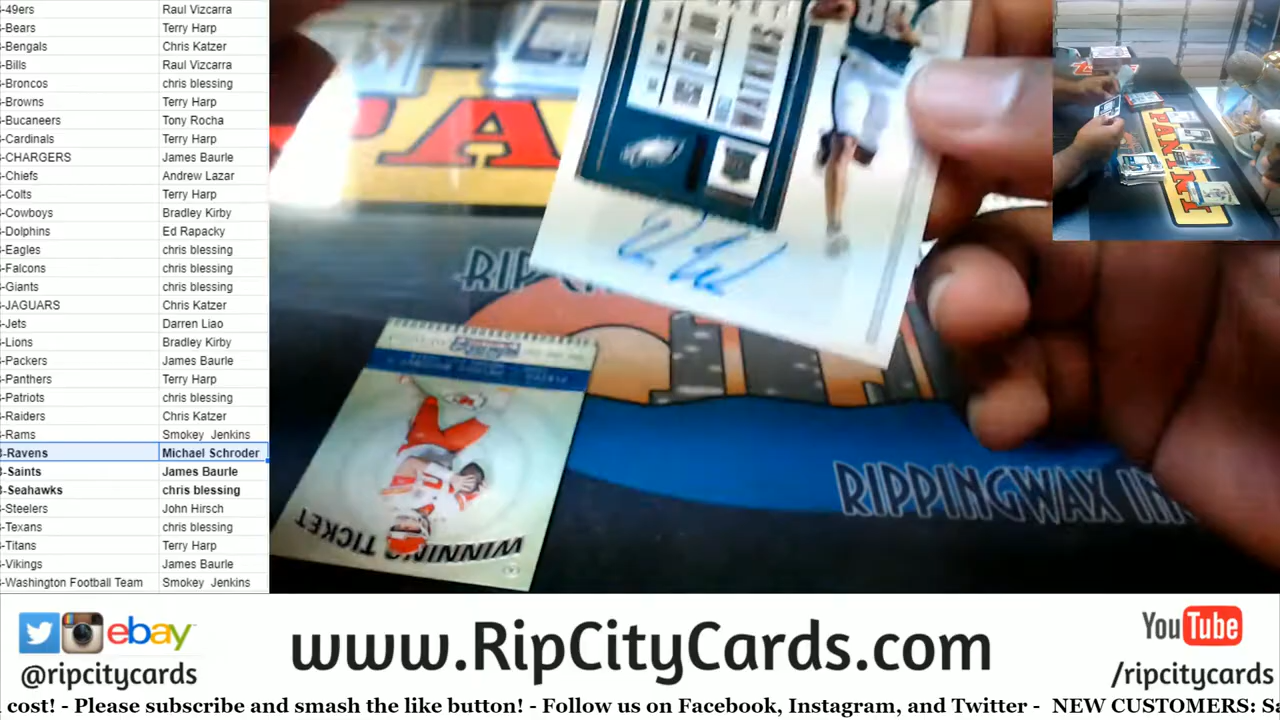 -49ers Raul Vizcarra
-Bears Terry Harp
-Bengals Chris Katzer
-Bills Raul Vizcarra
-Broncos chris blessing
-Browns Terry Harp
-Bucaneers Tony Rocha
-Cardinals Terry Harp
-CHARGERS James Baurle
-Chiefs Andrew Lazar
-Colts Terry Harp
-Cowboys Bradley Kirby
-Dolphins Ed Rapacky
-Eagles chris blessing
-Falcons chris blessing
-Giants chris blessing
-JAGUARS Chris Katzer
-Jets Darren Liao
-Lions Bradley Kirby
-Packers James Baurle
-Panthers Terry Harp
-Patriots chris blessing
-Raiders Chris Katzer
-Rams Smokey Jenkins
-Ravens Michael Schroder
-Saints James Baurle
-Seahawks chris blessing
-Steelers John Hirsch
-Texans chris blessing
-Titans Terry Harp
-Vikings James Baurle
-Washington Football Team Smokey Jenkins
PANINI
RIP
WINNING TICKET
RIPPINGWAX IN
ebay
@ripcitycards
www.RipCityCards.com
YouTube
/ripcitycards
cost! - Please subscribe and smash the like button! - Follow us on Facebook, Instagram, and Twitter - NEW CUSTOMERS: